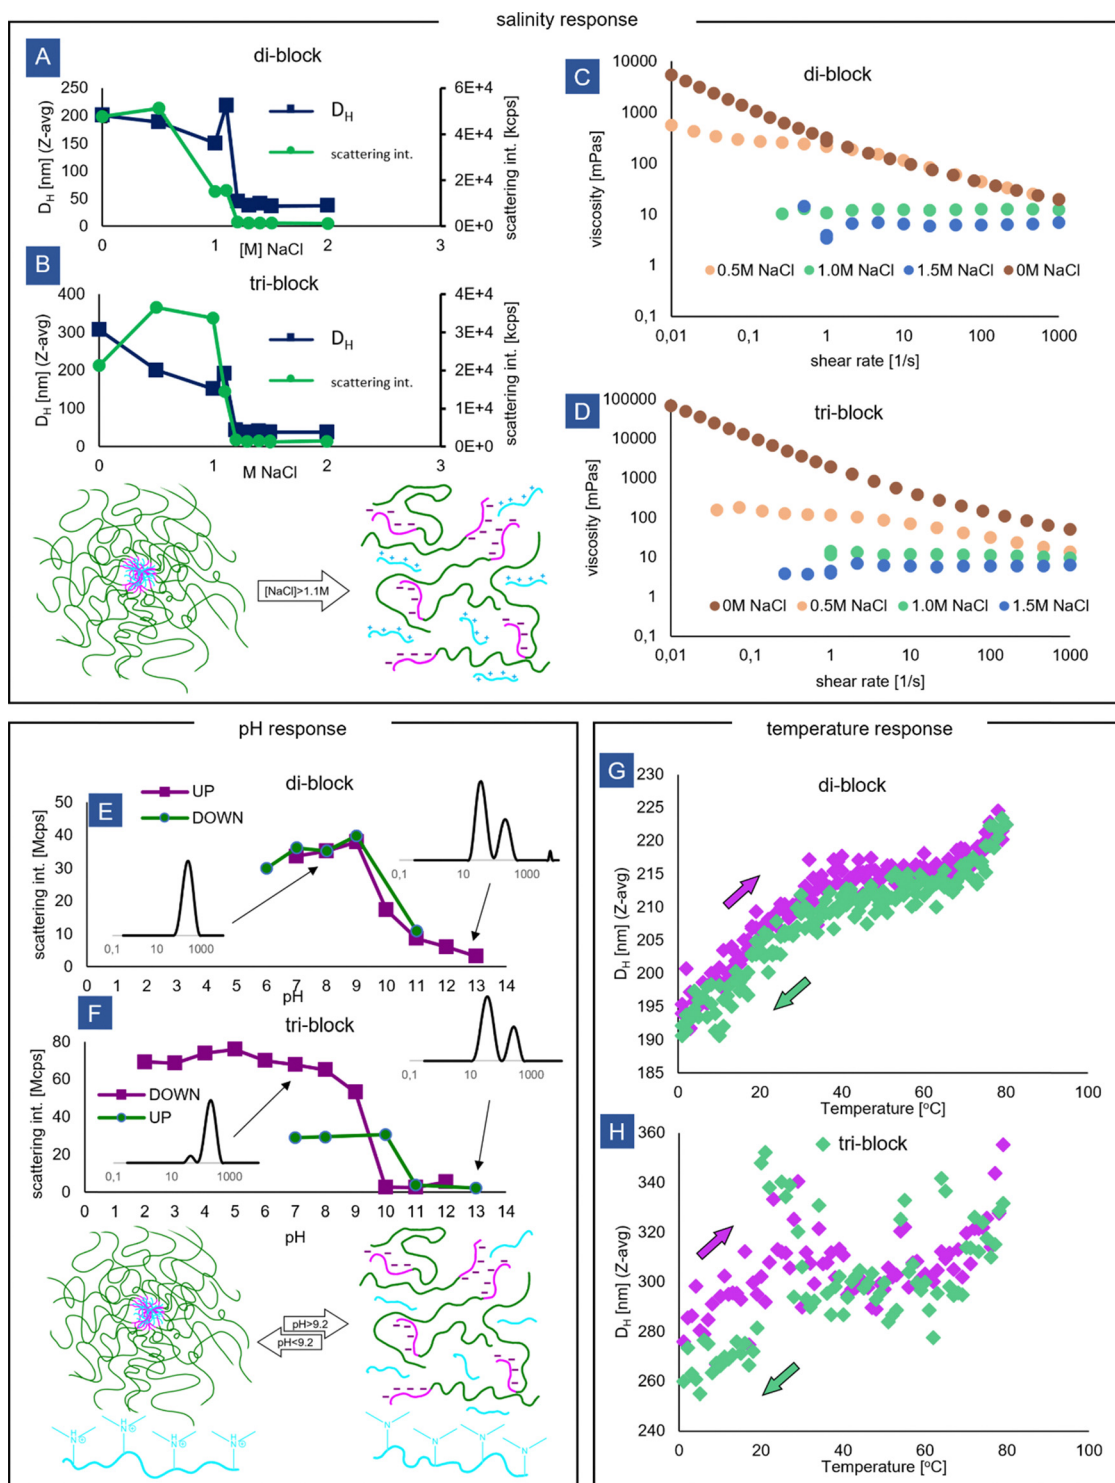 salinity response
A
di-block
250
200
150
100
50
0
D_H [nm] (Z-avg)
D_H
scattering int.
6E+4
4E+4
2E+4
0E+0
scattering int. [kcps]
0 1 2 3
[M] NaCl
B
tri-block
400
300
200
100
0
D_H [nm] (Z-avg)
D_H
scattering int.
4E+4
3E+4
2E+4
1E+4
0E+0
scattering int. [kcps]
0 1 2 3
M NaCl
[NaCl]>1.1M
C
di-block
10000
1000
100
10
1
0,1
viscosity [mPas]
0.5M NaCl 1.0M NaCl 1.5M NaCl 0M NaCl
0,01 0,1 1 10 100 1000
shear rate [1/s]
D
tri-block
100000
10000
1000
100
10
1
0,1
viscosity [mPas]
0M NaCl 0.5M NaCl 1.0M NaCl 1.5M NaCl
0,01 0,1 1 10 100 1000
shear rate [1/s]
pH response
E
di-block
UP
DOWN
50
40
30
20
10
0
scattering int. [Mcps]
0,1 10 1000
0,1 10 1000
0 1 2 3 4 5 6 7 8 9 10 11 12 13 14
pH
F
tri-block
DOWN
UP
80
60
40
20
0
scattering int. [Mcps]
0,1 10 1000
0,1 10 1000
0 1 2 3 4 5 6 7 8 9 10 11 12 13 14
pH
pH>9.2
pH<9.2
H H H H
N N N N
⊕ ⊕ ⊕ ⊕
N N N N
temperature response
G
di-block
230
225
220
215
210
205
200
195
190
185
D_H [nm] (Z-avg)
0 20 40 60 80 100
Temperature [°C]
H
tri-block
360
340
320
300
280
260
240
D_H [nm] (Z-avg)
0 20 40 60 80 100
Temperature [°C]